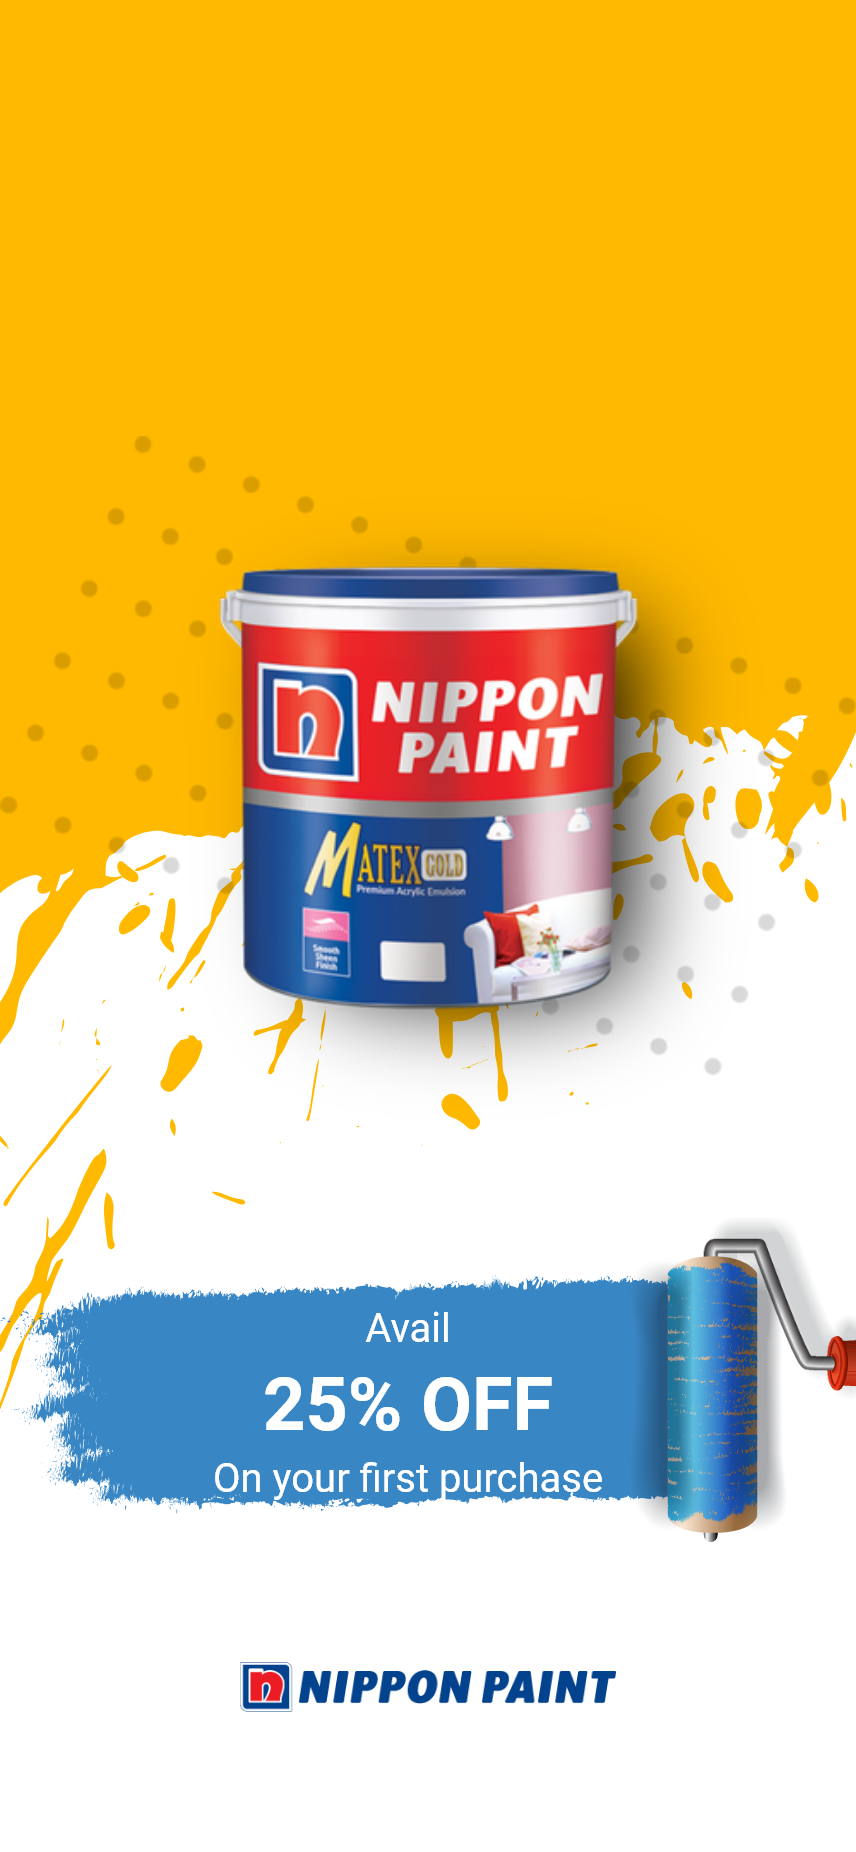 n NIPPON
PAINT
MATEX GOLD
Premium Acrylic Emulsion
Smooth
Sheen
Finish
Avail
25% OFF
On your first purchase
n NIPPON PAINT